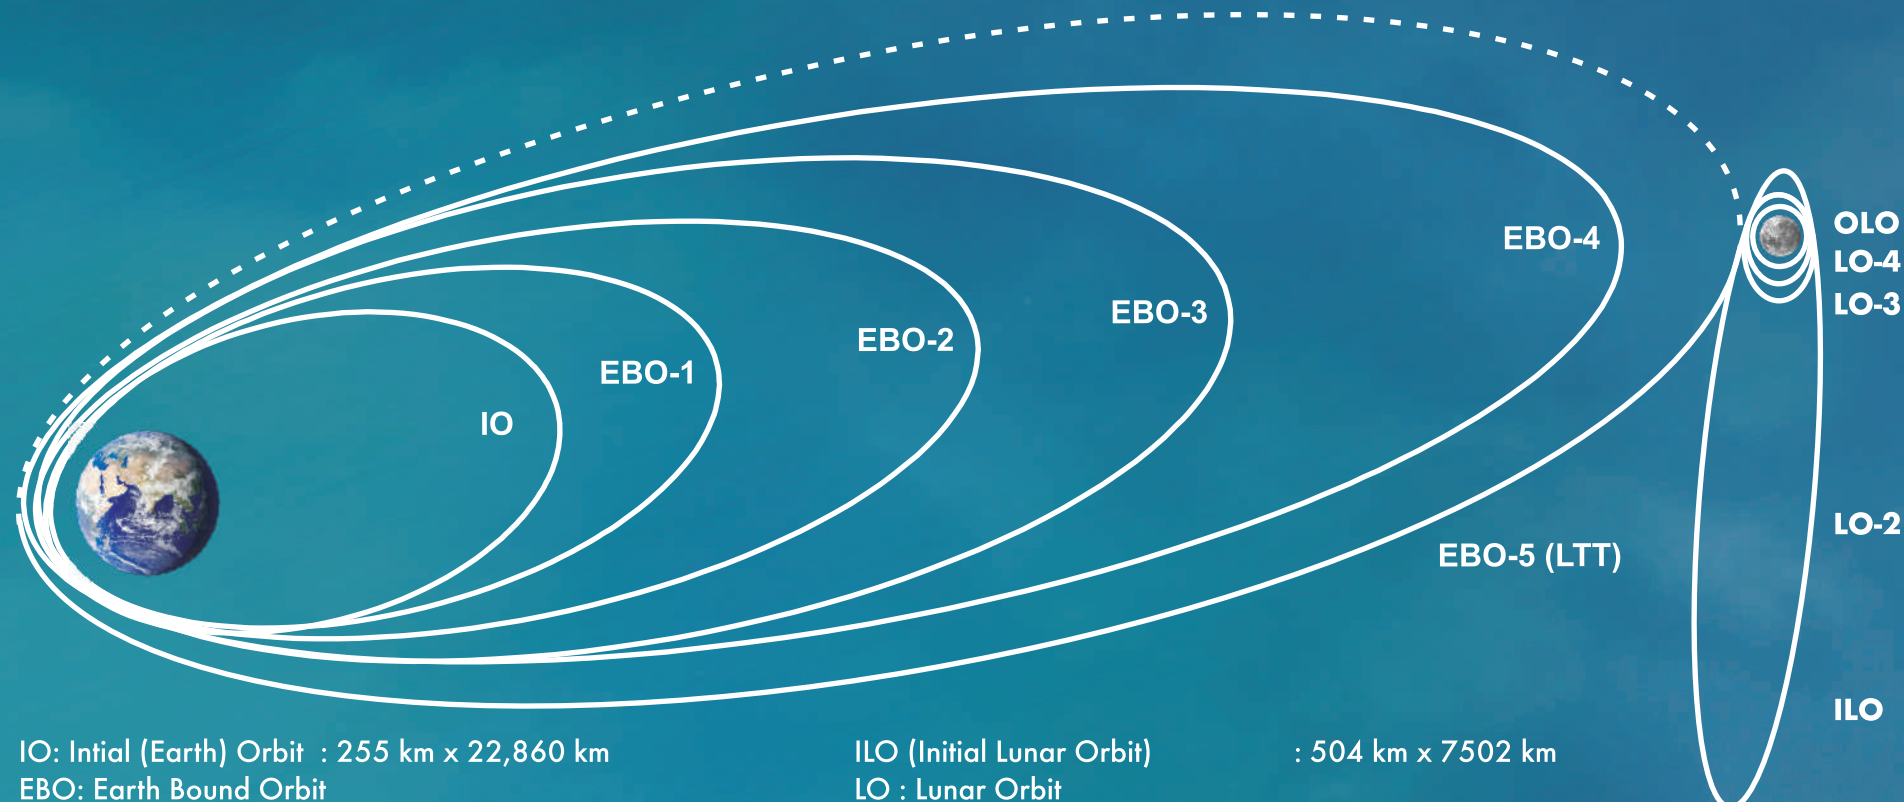 OLO
EBO-4
LO-4
LO-3
EBO-3
EBO-2
EBO-1
IO
LO-2
EBO-5 (LTT)
ILO
IO: Intial (Earth) Orbit : 255 km x 22,860 km
EBO: Earth Bound Orbit
ILO (Initial Lunar Orbit) : 504 km x 7502 km
LO : Lunar Orbit